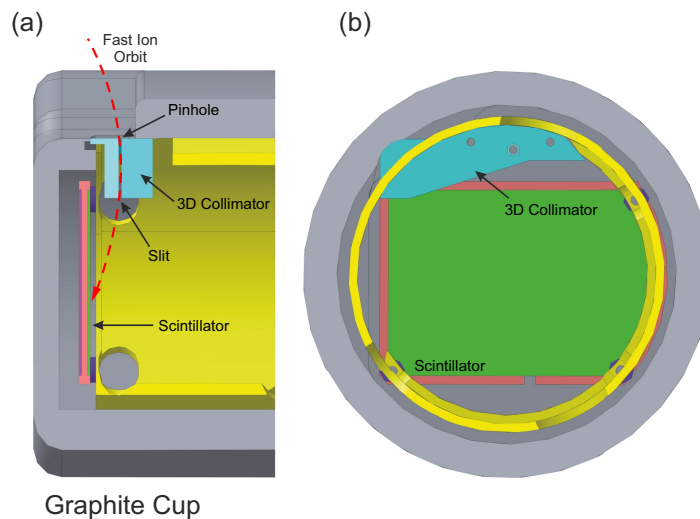 (a)
Fast Ion
Orbit
Pinhole
3D Collimator
Slit
Scintillator
Graphite Cup
(b)
3D Collimator
Scintillator